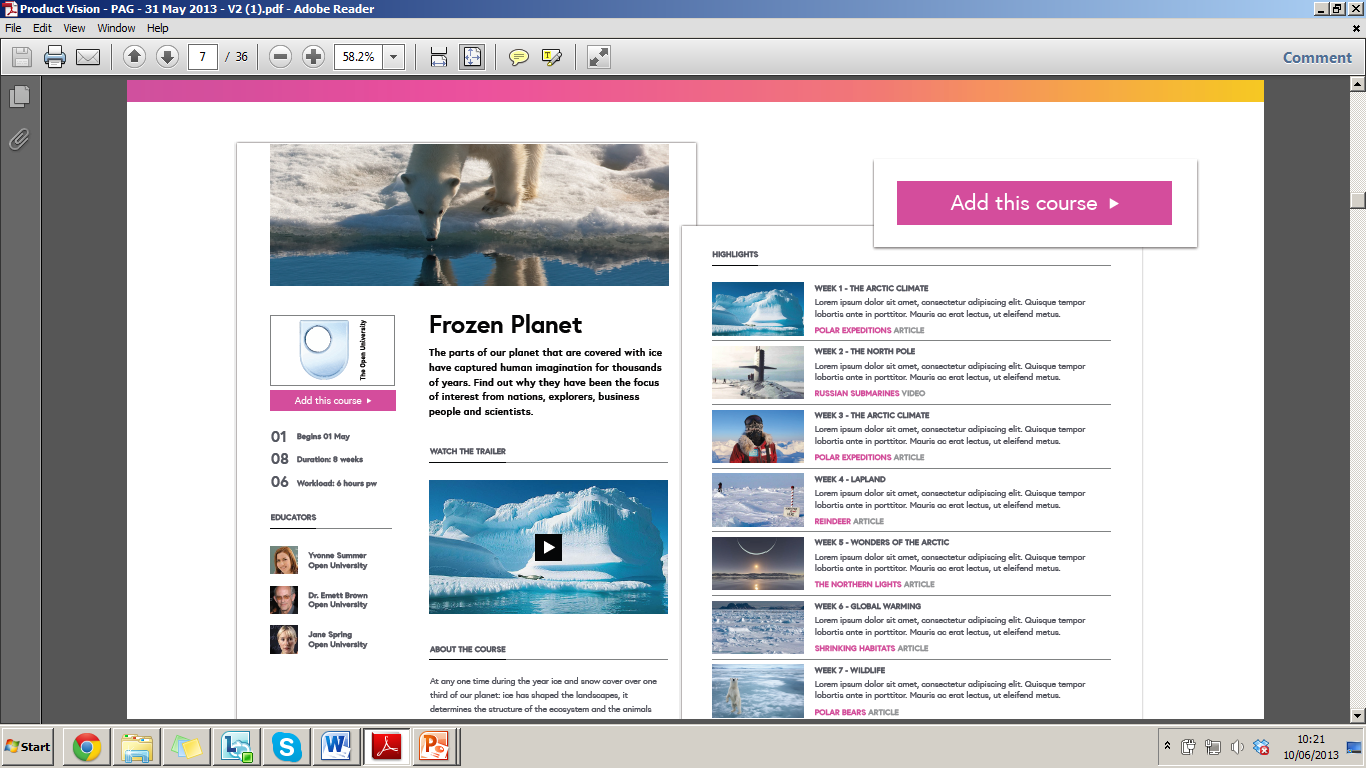 Product Vision - PAG - 31 May 2013 - V2 (1).pdf - Adobe Reader
File Edit View Window Help
7 / 36 58.2% Comment
Add this course
The Open University
Add this course
01 Begins 01 May
08 Duration: 8 weeks
06 Workload: 6 hours pw
EDUCATORS
Yvonne Summer
Open University
Dr. Emett Brown
Open University
Jane Spring
Open University
Frozen Planet
The parts of our planet that are covered with ice
have captured human imagination for thousands
of years. Find out why they have been the focus
of interest from nations, explorers, business
people and scientists.
WATCH THE TRAILER
ABOUT THE COURSE
At any one time during the year ice and snow cover over one
third of our planet: ice has shaped the landscapes, it
determines the structure of the ecosystem and the animals
HIGHLIGHTS
WEEK 1 - THE ARCTIC CLIMATE
Lorem ipsum dolor sit amet, consectetur adipiscing elit. Quisque tempor
lobortis ante in porttitor. Mauris ac erat lectus, ut eleifend metus.
POLAR EXPEDITIONS ARTICLE
WEEK 2 - THE NORTH POLE
Lorem ipsum dolor sit amet, consectetur adipiscing elit. Quisque tempor
lobortis ante in porttitor. Mauris ac erat lectus, ut eleifend metus.
RUSSIAN SUBMARINES VIDEO
WEEK 3 - THE ARCTIC CLIMATE
Lorem ipsum dolor sit amet, consectetur adipiscing elit. Quisque tempor
lobortis ante in porttitor. Mauris ac erat lectus, ut eleifend metus.
POLAR EXPEDITIONS ARTICLE
WEEK 4 - LAPLAND
Lorem ipsum dolor sit amet, consectetur adipiscing elit. Quisque tempor
lobortis ante in porttitor. Mauris ac erat lectus, ut eleifend metus.
REINDEER ARTICLE
WEEK 5 - WONDERS OF THE ARCTIC
Lorem ipsum dolor sit amet, consectetur adipiscing elit. Quisque tempor
lobortis ante in porttitor. Mauris ac erat lectus, ut eleifend metus.
THE NORTHERN LIGHTS ARTICLE
WEEK 6 - GLOBAL WARMING
Lorem ipsum dolor sit amet, consectetur adipiscing elit. Quisque tempor
lobortis ante in porttitor. Mauris ac erat lectus, ut eleifend metus.
SHRINKING HABITATS ARTICLE
WEEK 7 - WILDLIFE
Lorem ipsum dolor sit amet, consectetur adipiscing elit. Quisque tempor
lobortis ante in porttitor. Mauris ac erat lectus, ut eleifend metus.
POLAR BEARS ARTICLE
Start
10:21
10/06/2013